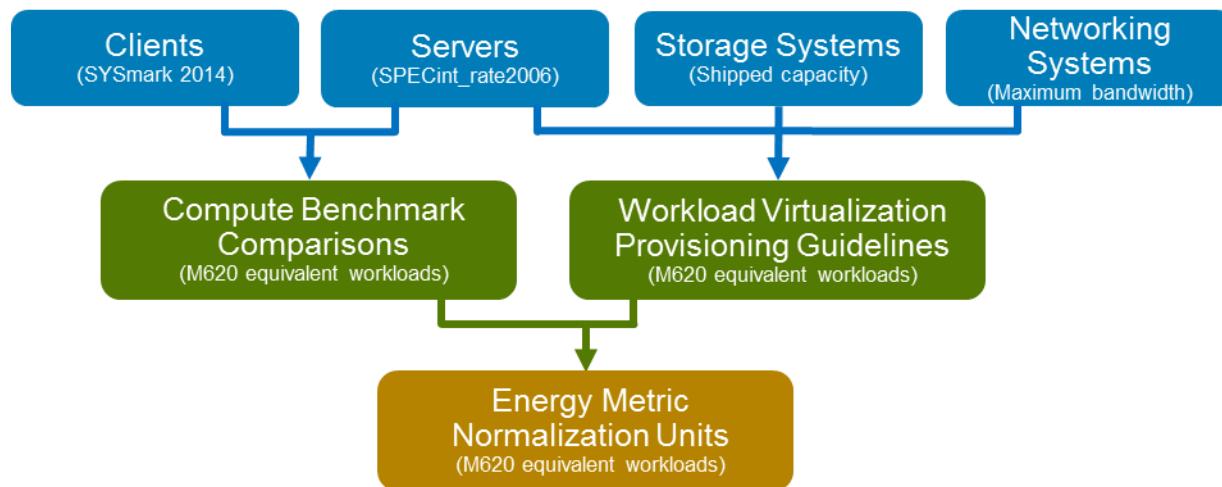 Clients
(SYSmark 2014)
Servers
(SPECint_rate2006)
Storage Systems
(Shipped capacity)
Networking
Systems
(Maximum bandwidth)
Compute Benchmark
Comparisons
(M620 equivalent workloads)
Workload Virtualization
Provisioning Guidelines
(M620 equivalent workloads)
Energy Metric
Normalization Units
(M620 equivalent workloads)